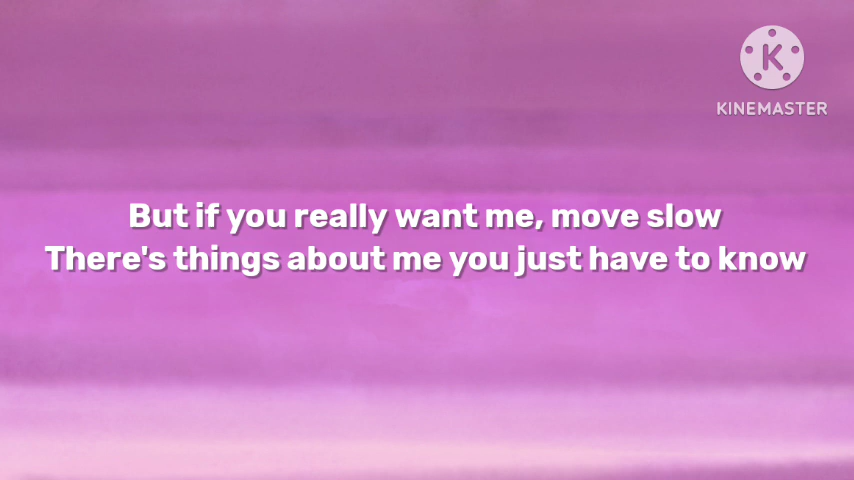 KINEMASTER
But if you really want me, move slow
There's things about me you just have to know